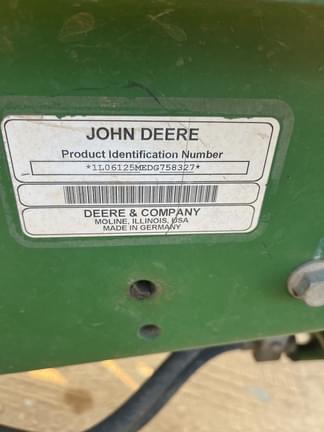 JOHN DEERE
Product Identification Number
*1L06125MEDG758327*
DEERE & COMPANY
MOLINE, ILLINOIS, USA
MADE IN GERMANY